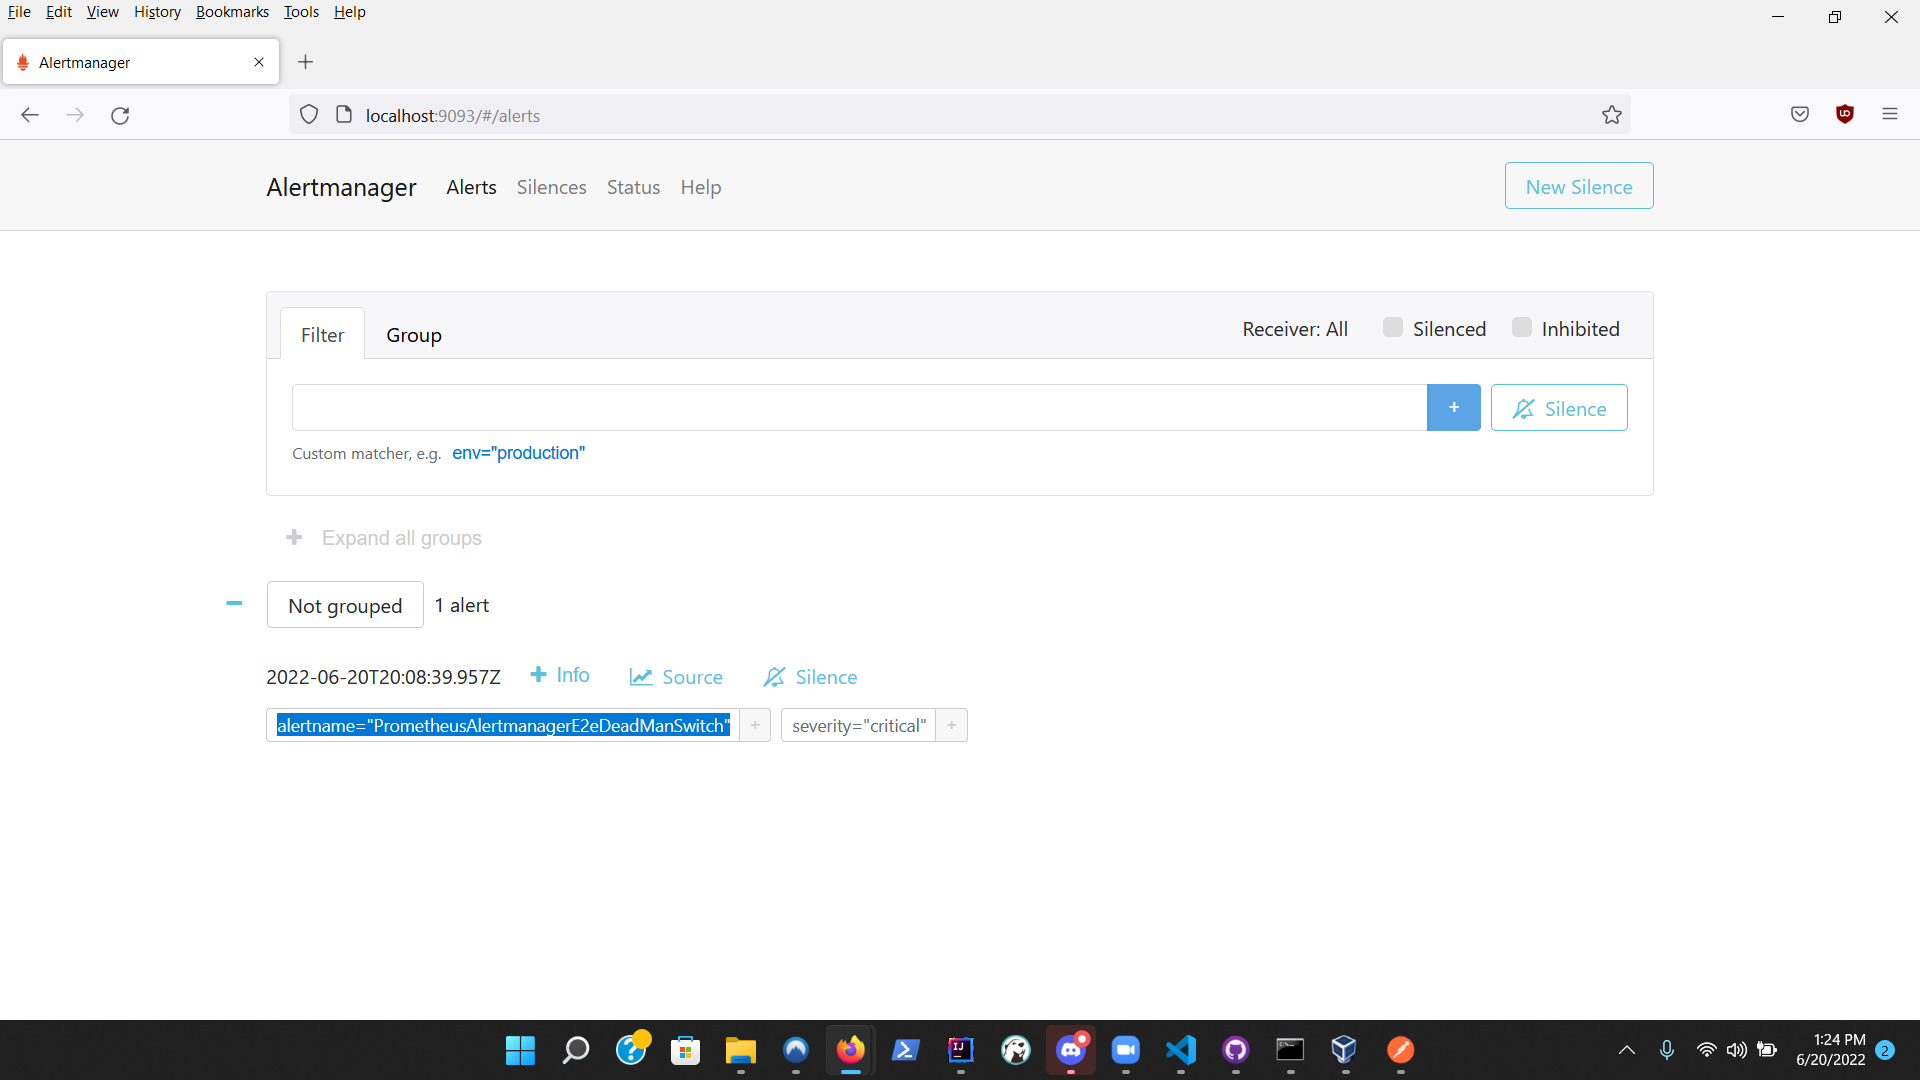 File Edit View History Bookmarks Tools Help
Alertmanager
localhost:9093/#/alerts
Alertmanager Alerts Silences Status Help New Silence
Filter Group Receiver: All Silenced Inhibited
+ Silence
Custom matcher, e.g. env="production"
+ Expand all groups
Not grouped 1 alert
2022-06-20T20:08:39.957Z + Info Source Silence
alertname="PrometheusAlertmanagerE2eDeadManSwitch" + severity="critical" +
1:24 PM
6/20/2022 2